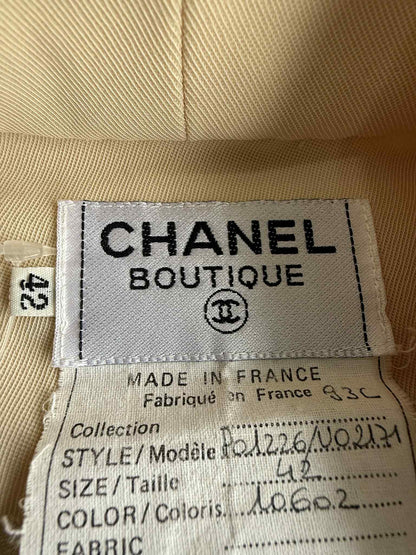 CHANEL
BOUTIQUE
42
MADE IN FRANCE
Fabriqué en France 93C
Collection
STYLE/Modèle P01226/V02171
SIZE/Taille 42
COLOR/Coloris 10602
FABRIC